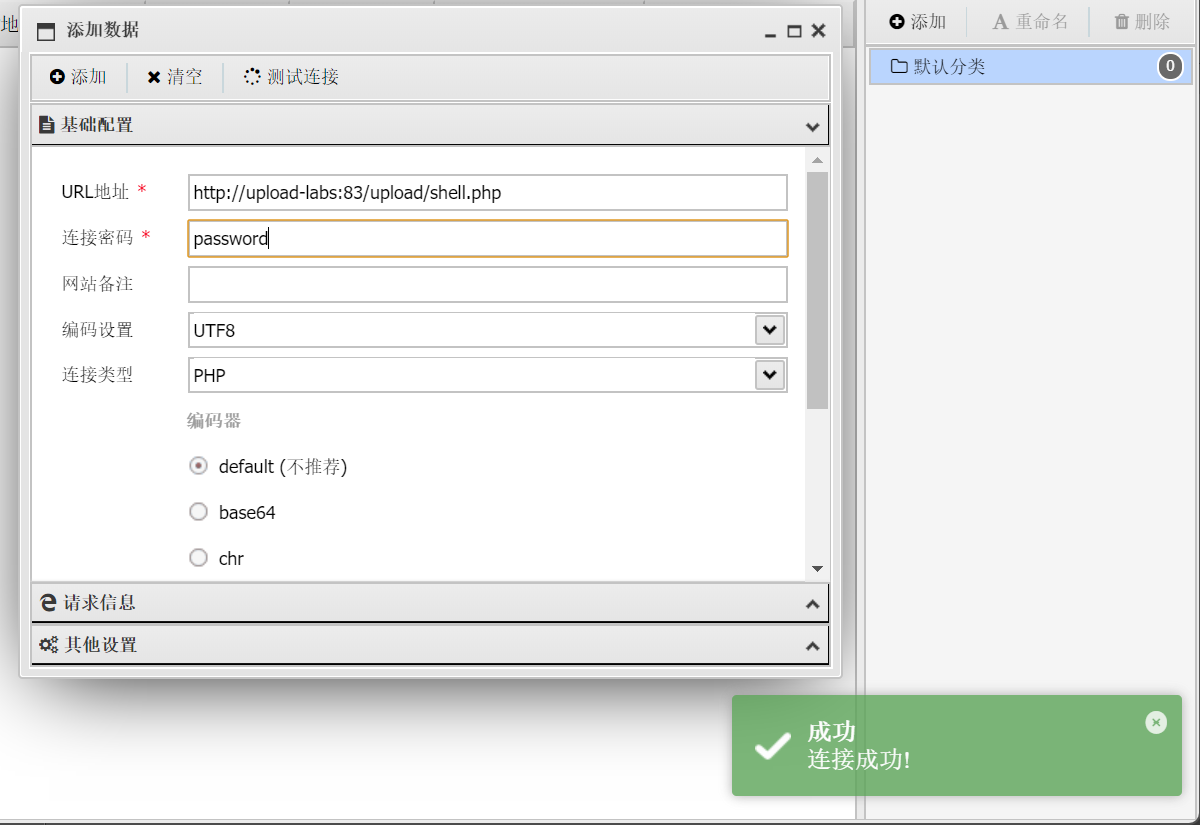 地
添加数据
添加 清空 测试连接
基础配置
URL地址 * http://upload-labs:83/upload/shell.php
连接密码 * password
网站备注
编码设置 UTF8
连接类型 PHP
编码器
default (不推荐)
base64
chr
请求信息
其他设置
添加 重命名 删除
默认分类 0
成功
连接成功!